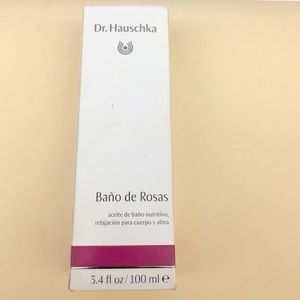 Dr. Hauschka
Baño de Rosas
aceite de baño nutritivo,
relajación para cuerpo y alma
3.4 fl oz / 100 ml ℮